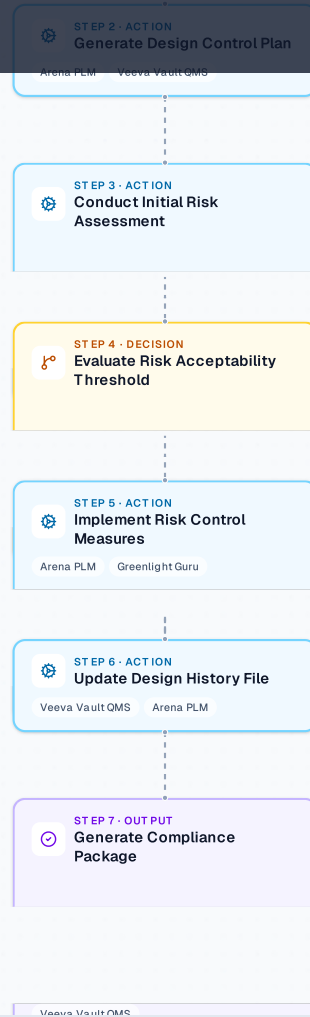 STEP 2 · ACTION
Generate Design Control Plan
Arena PLM Veeva Vault QMS
STEP 3 · ACTION
Conduct Initial Risk
Assessment
STEP 4 · DECISION
Evaluate Risk Acceptability
Threshold
STEP 5 · ACTION
Implement Risk Control
Measures
Arena PLM Greenlight Guru
STEP 6 · ACTION
Update Design History File
Veeva Vault QMS Arena PLM
STEP 7 · OUTPUT
Generate Compliance
Package
Veeva Vault QMS